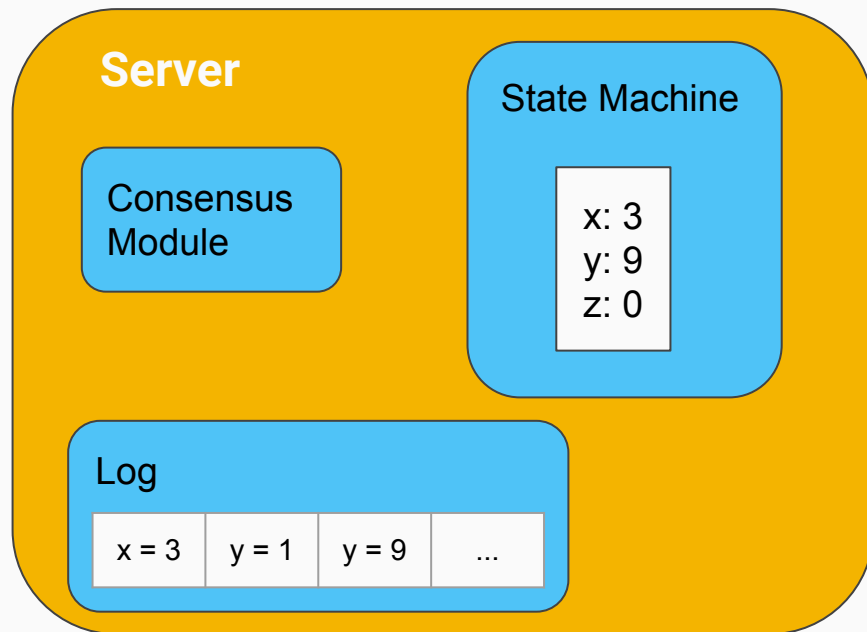 Server
State Machine
x: 3
y: 9
z: 0
Consensus
Module
Log
x = 3 y = 1 y = 9 ...